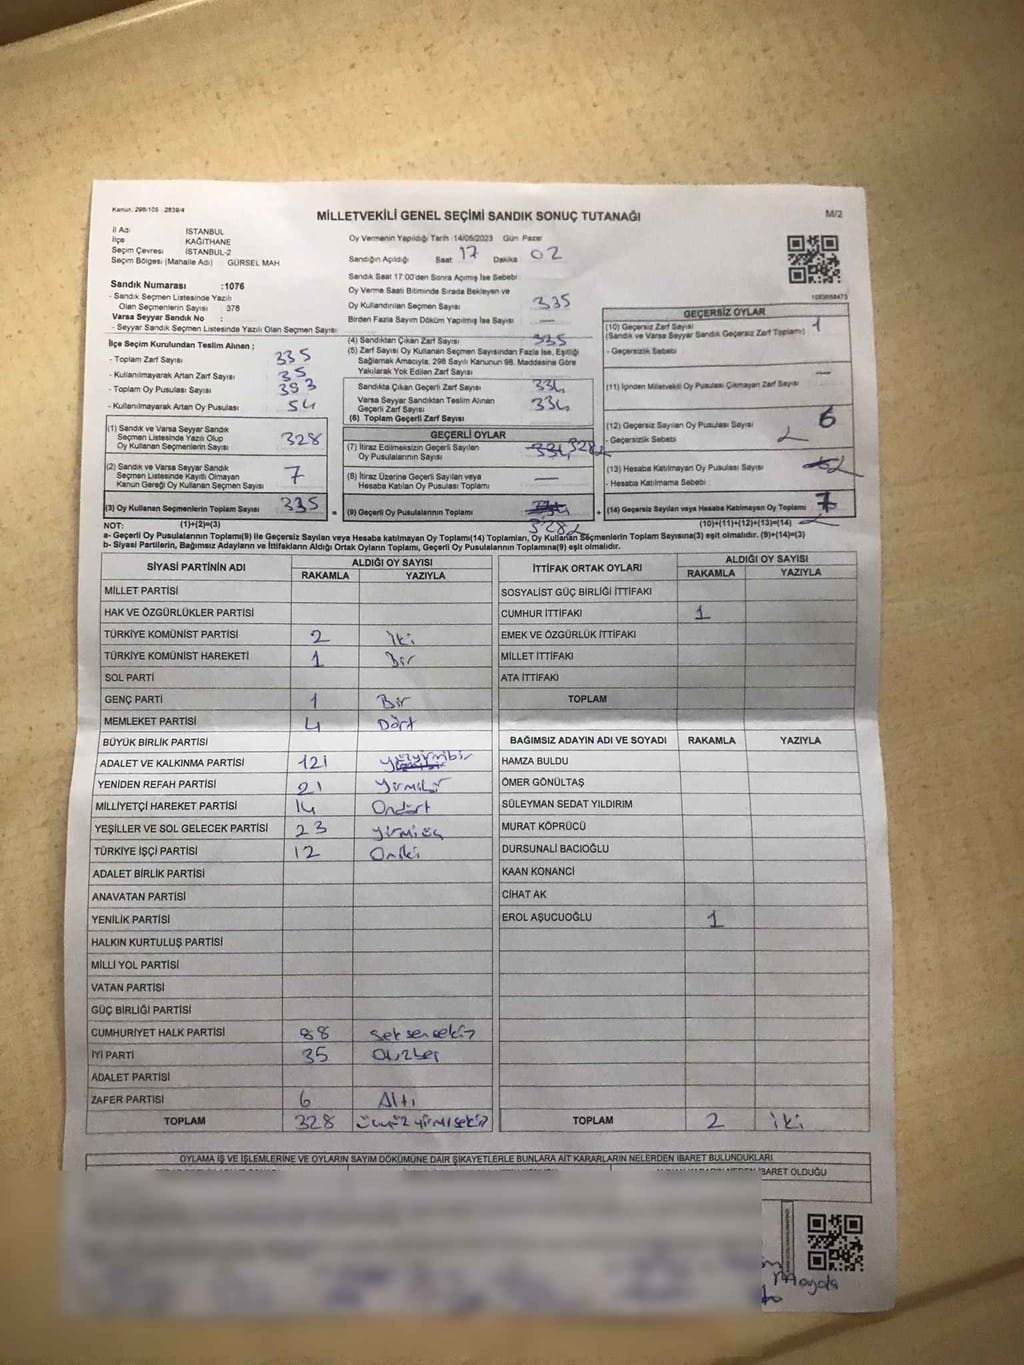 Kanun, 298/105 2839/4
MİLLETVEKİLİ GENEL SEÇİMİ SANDIK SONUÇ TUTANAĞI
M/2
İl Adı İSTANBUL
İlçe KAĞITHANE
Seçim Çevresi İSTANBUL-2
Seçim Bölgesi (Mahalle Adı) GÜRSEL MAH
Oy Vermenin Yapıldığı Tarih :14/05/2023 Gün Pazar
Sandığın Açıldığı Saat 17 Dakika 02
Sandık Saat 17:00'den Sonra Açımış İse Sebebi
Oy Verme Saati Bitiminde Sırada Bekleyen ve
Oy Kullandırılan Seçmen Sayısı 335
Birden Fazla Sayım Döküm Yapılmış İse Sayısı —
1083658473
Sandık Numarası :1076
- Sandık Seçmen Listesinde Yazılı
Olan Seçmenlerin Sayısı 378
Varsa Seyyar Sandık No :
- Seyyar Sandık Seçmen Listesinde Yazılı Olan Seçmen Sayısı
İlçe Seçim Kurulundan Teslim Alınan ;
- Toplam Zarf Sayısı 335
- Kullanılmayarak Artan Zarf Sayısı 35
- Toplam Oy Pusulası Sayısı 393
- Kullanılmayarak Artan Oy Pusulası 54
(4) Sandıktan Çıkan Zarf Sayısı 335
(5) Zarf Sayısı Oy Kullanan Seçmen Sayısından Fazla İse, Eşitliği
Sağlamak Amacıyla, 298 Sayılı Kanunun 98. Maddesine Göre
Yakılarak Yok Edilen Zarf Sayısı
Sandıkta Çıkan Geçerli Zarf Sayısı 334
Varsa Seyyar Sandıktan Teslim Alınan
Geçerli Zarf Sayısı 334
(6) Toplam Geçerli Zarf Sayısı
GEÇERLİ OYLAR
(7) İtiraz Edilmeksizin Geçerli Sayılan
Oy Pusulalarının Sayısı 334 328
(8) İtiraz Üzerine Geçerli Sayılan veya
Hesaba Katılan Oy Pusulası Toplamı —
(9) Geçerli Oy Pusulalarının Toplamı 334
328
GEÇERSİZ OYLAR
(10) Geçersiz Zarf Sayısı 1
(Sandık ve Varsa Seyyar Sandık Geçersiz Zarf Toplamı)
- Geçersizlik Sebebi
(11) İçinden Milletvekili Oy Pusulası Çıkmayan Zarf Sayısı —
(12) Geçersiz Sayılan Oy Pusulası Sayısı 6
- Geçersizlik Sebebi
(13) Hesaba Katılmayan Oy Pusulası Sayısı
- Hesaba Katılmama Sebebi
(14) Geçersiz Sayılan veya Hesaba Katılmayan Oy Toplamı 7
(1) Sandık ve Varsa Seyyar Sandık
Seçmen Listesinde Yazılı Olup
Oy Kullanan Seçmenlerin Sayısı 328
(2) Sandık ve Varsa Seyyar Sandık
Seçmen Listesinde Kayıtlı Olmayan
Kanun Gereği Oy Kullanan Seçmen Sayısı 7
(3) Oy Kullanan Seçmenlerin Toplam Sayısı 335
=
+
NOT: (1)+(2)=(3)
(10)+(11)+(12)+(13)=(14)
a- Geçerli Oy Pusulalarının Toplamı(9) ile Geçersiz Sayılan veya Hesaba katılmayan Oy Toplamı(14) Toplamları, Oy Kullanan Seçmenlerin Toplam Sayısına(3) eşit olmalıdır. (9)+(14)=(3)
b- Siyasi Partilerin, Bağımsız Adayların ve İttifakların Aldığı Ortak Oyların Toplamı, Geçerli Oy Pusulalarının Toplamına(9) eşit olmalıdır.
SİYASİ PARTİNİN ADI ALDIĞI OY SAYISI
RAKAMLA YAZIYLA
MİLLET PARTİSİ
HAK VE ÖZGÜRLÜKLER PARTİSİ
TÜRKİYE KOMÜNİST PARTİSİ 2 iki
TÜRKİYE KOMÜNİST HAREKETİ 1 Bir
SOL PARTİ
GENÇ PARTİ 1 Bir
MEMLEKET PARTİSİ 4 Dört
BÜYÜK BİRLİK PARTİSİ
ADALET VE KALKINMA PARTİSİ 121 yüzyirmibir
YENİDEN REFAH PARTİSİ 21 yirmibir
MİLLİYETÇİ HAREKET PARTİSİ 14 Ondört
YEŞİLLER VE SOL GELECEK PARTİSİ 23 yirmiüç
TÜRKİYE İŞÇİ PARTİSİ 12 Oniki
ADALET BİRLİK PARTİSİ
ANAVATAN PARTİSİ
YENİLİK PARTİSİ
HALKIN KURTULUŞ PARTİSİ
MİLLİ YOL PARTİSİ
VATAN PARTİSİ
GÜÇ BİRLİĞİ PARTİSİ
CUMHURİYET HALK PARTİSİ 88 Seksensekiz
İYİ PARTİ 35 Otuzbeş
ADALET PARTİSİ
ZAFER PARTİSİ 6 Altı
TOPLAM 328 üçyüzyirmisekiz
İTTİFAK ORTAK OYLARI ALDIĞI OY SAYISI
RAKAMLA YAZIYLA
SOSYALİST GÜÇ BİRLİĞİ İTTİFAKI
CUMHUR İTTİFAKI 1
EMEK VE ÖZGÜRLÜK İTTİFAKI
MİLLET İTTİFAKI
ATA İTTİFAKI
TOPLAM
BAĞIMSIZ ADAYIN ADI VE SOYADI RAKAMLA YAZIYLA
HAMZA BULDU
ÖMER GÖNÜLTAŞ
SÜLEYMAN SEDAT YILDIRIM
MURAT KÖPRÜCÜ
DURSUNALİ BACIOĞLU
KAAN KONANCI
CİHAT AK
EROL AŞUCUOĞLU 1
TOPLAM 2 iki
OYLAMA İŞ VE İŞLEMLERİNE VE OYLARIN SAYIM DÖKÜMÜNE DAİR ŞİKAYETLERLE BUNLARA AİT KARARLARIN NELERDEN İBARET BULUNDUKLARI
İBARET OLDUĞU